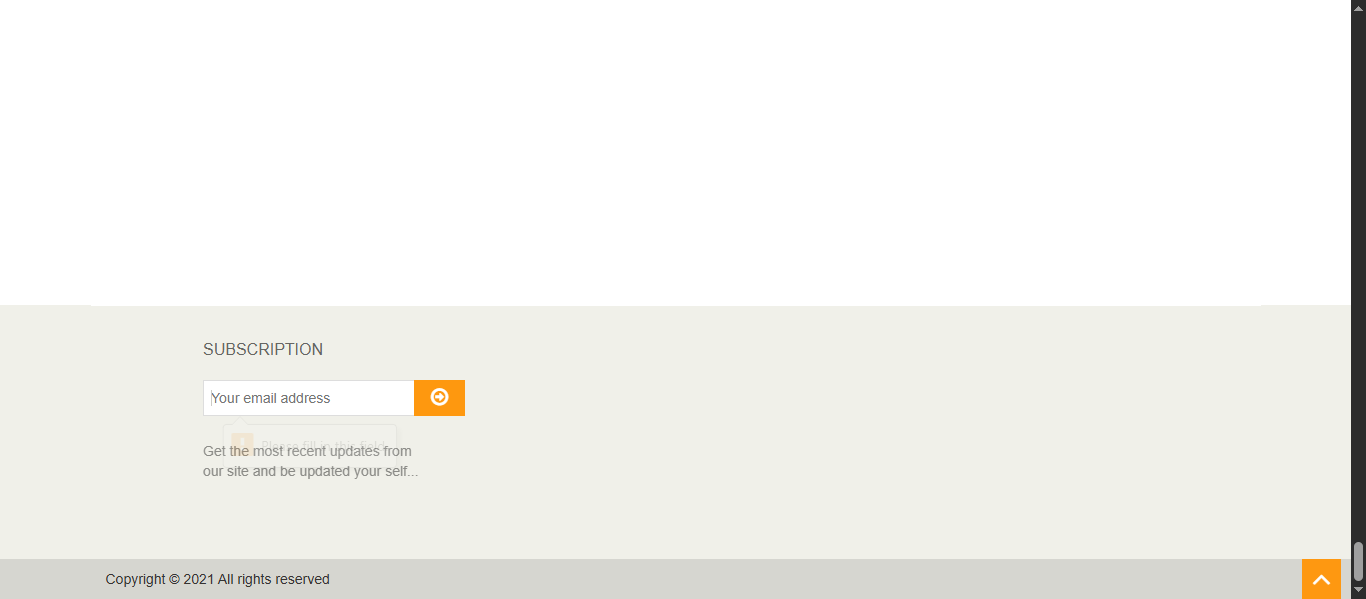 SUBSCRIPTION
Your email address
Please fill in this field.
Get the most recent updates from
our site and be updated your self...
Copyright © 2021 All rights reserved